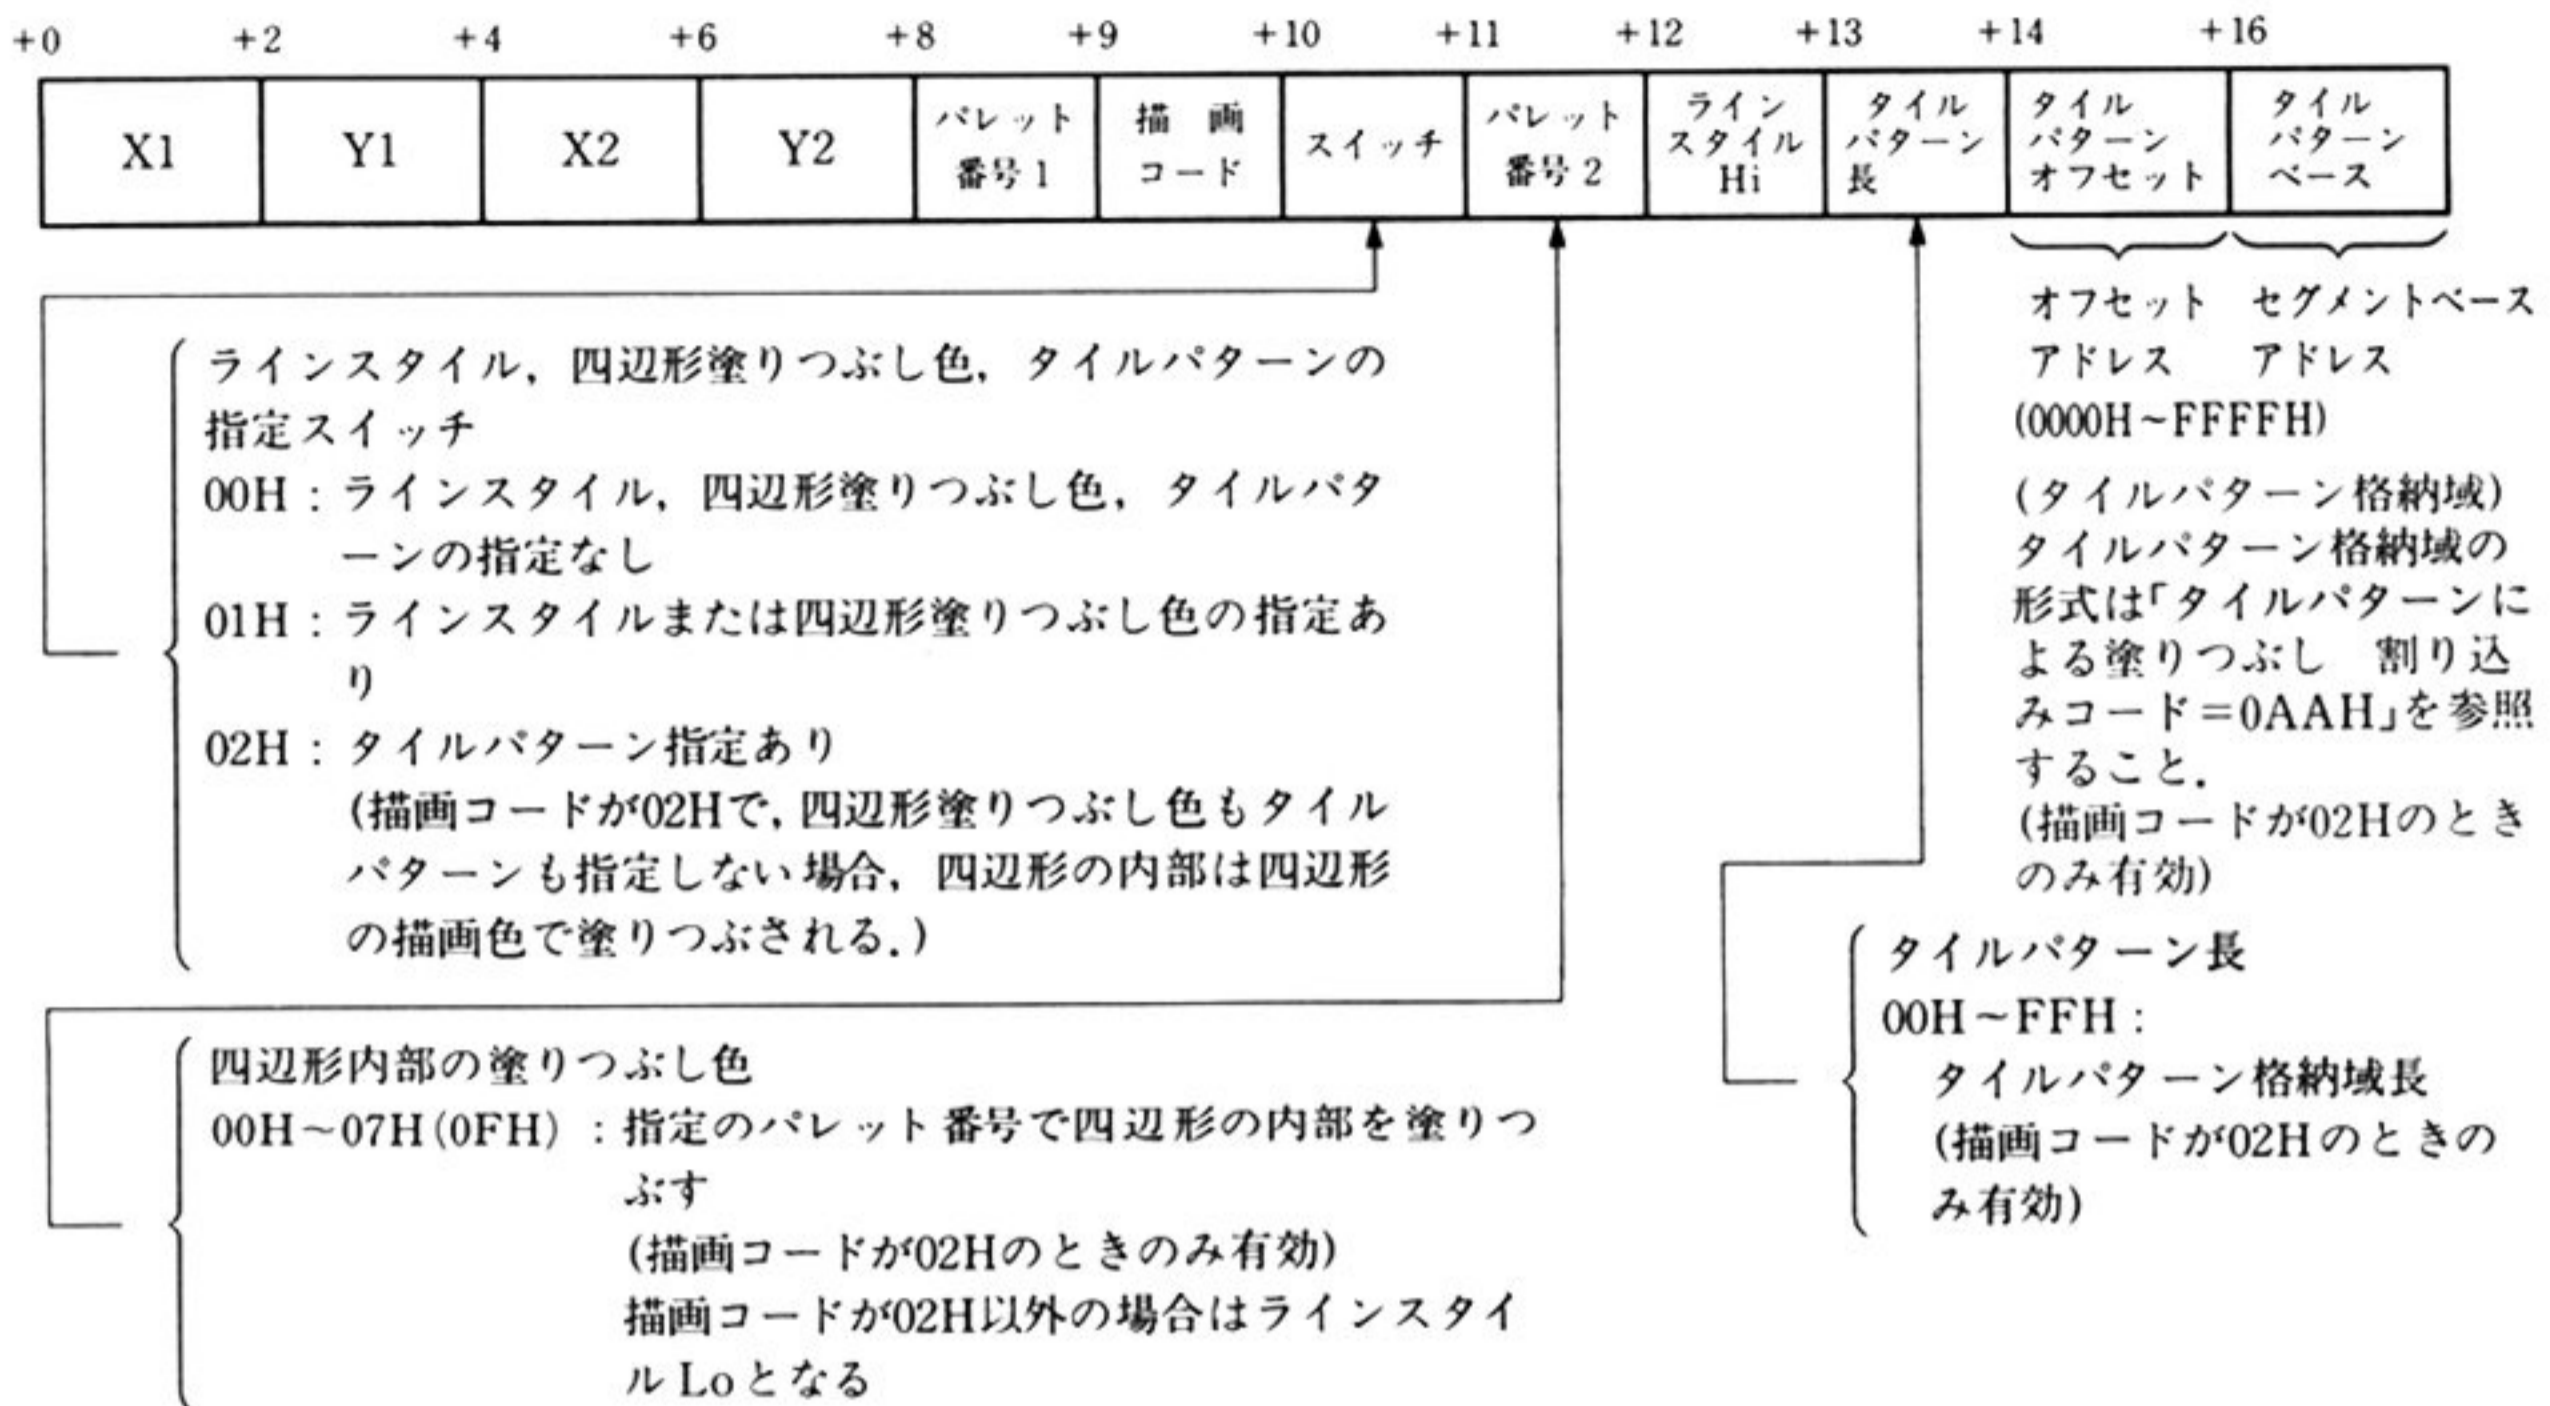 +0 +2 +4 +6 +8 +9 +10 +11 +12 +13 +14 +16
X1
Y1
X2
Y2
パレット
番号1
描 画
コード
スイッチ
パレット
番号2
ライン
スタイル
Hi
タイル
パターン
長
タイル
パターン
オフセット
タイル
パターン
ベース
オフセット
アドレス
セグメントベース
アドレス
(0000H~FFFFH)
(タイルパターン格納域)
タイルパターン格納域の
形式は「タイルパターンに
よる塗りつぶし 割り込
みコード=0AAH」を参照
すること.
(描画コードが02Hのとき
のみ有効)
ラインスタイル, 四辺形塗りつぶし色, タイルパターンの
指定スイッチ
00H:ラインスタイル, 四辺形塗りつぶし色, タイルパタ
ーンの指定なし
01H:ラインスタイルまたは四辺形塗りつぶし色の指定あ
り
02H:タイルパターン指定あり
(描画コードが02Hで, 四辺形塗りつぶし色もタイル
パターンも指定しない場合, 四辺形の内部は四辺形
の描画色で塗りつぶされる.)
タイルパターン長
00H~FFH:
タイルパターン格納域長
(描画コードが02Hのときの
み有効)
四辺形内部の塗りつぶし色
00H~07H(0FH):指定のパレット番号で四辺形の内部を塗りつ
ぶす
(描画コードが02Hのときのみ有効)
描画コードが02H以外の場合はラインスタイ
ルLoとなる